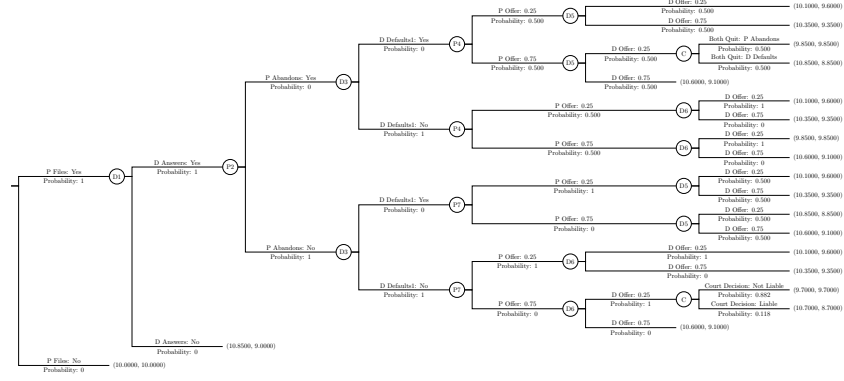 D Offer: 0.25
(10.1000, 9.6000)
P Offer: 0.25
Probability: 0.500
D5
Probability: 0.500
D Offer: 0.75
(10.3500, 9.3500)
Probability: 0.500
D Defaults1: Yes
P4
Probability: 0
Both Quit: P Abandons
(9.8500, 9.8500)
D Offer: 0.25
C
Probability: 0.500
P Offer: 0.75
D5
Probability: 0.500
Both Quit: D Defaults
(10.8500, 8.8500)
Probability: 0.500
Probability: 0.500
D Offer: 0.75
(10.6000, 9.1000)
Probability: 0.500
P Abandons: Yes
D3
Probability: 0
D Offer: 0.25
(10.1000, 9.6000)
P Offer: 0.25
D6
Probability: 1
Probability: 0.500
D Offer: 0.75
(10.3500, 9.3500)
D Defaults1: No
P4
Probability: 0
Probability: 1
D Offer: 0.25
(9.8500, 9.8500)
P Offer: 0.75
D6
Probability: 1
Probability: 0.500
D Offer: 0.75
(10.6000, 9.1000)
Probability: 0
P Files: Yes
D1
D Answers: Yes
P2
Probability: 1
Probability: 1
D Offer: 0.25
(10.1000, 9.6000)
P Offer: 0.25
D5
Probability: 0.500
Probability: 1
D Offer: 0.75
(10.3500, 9.3500)
D Defaults1: Yes
P7
Probability: 0.500
Probability: 0
D Offer: 0.25
(10.8500, 8.8500)
P Offer: 0.75
D5
Probability: 0.500
Probability: 0
D Offer: 0.75
(10.6000, 9.1000)
Probability: 0.500
P Abandons: No
D3
Probability: 1
D Offer: 0.25
(10.1000, 9.6000)
P Offer: 0.25
D6
Probability: 1
Probability: 1
D Offer: 0.75
(10.3500, 9.3500)
Probability: 0
D Defaults1: No
P7
Probability: 1
Court Decision: Not Liable
(9.7000, 9.7000)
D Offer: 0.25
C
Probability: 0.882
P Offer: 0.75
D6
Probability: 1
Court Decision: Liable
(10.7000, 8.7000)
Probability: 0
Probability: 0.118
D Offer: 0.75
(10.6000, 9.1000)
Probability: 0
D Answers: No
(10.8500, 9.0000)
Probability: 0
P Files: No
(10.0000, 10.0000)
Probability: 0